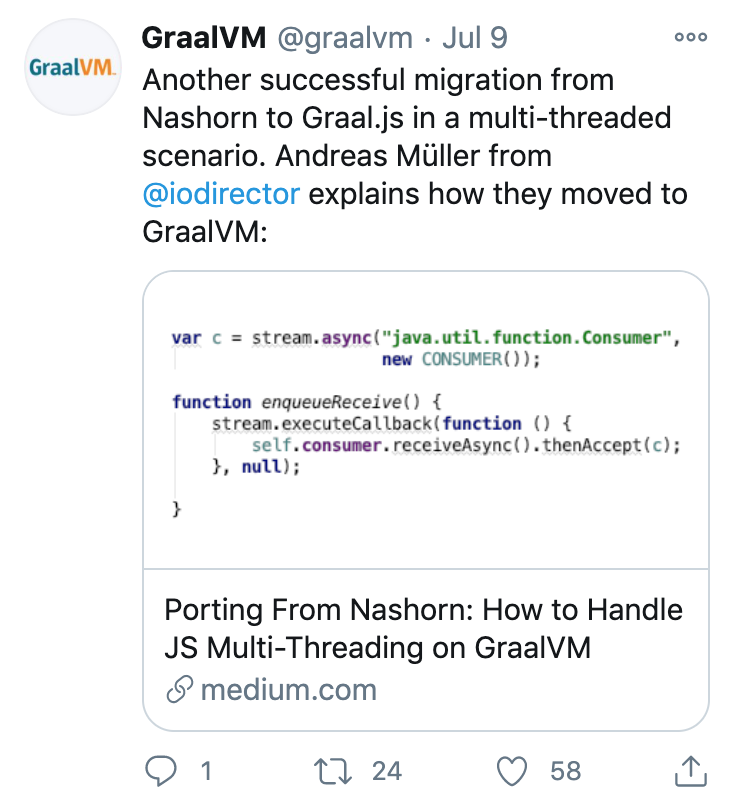 GraalVM.
GraalVM @graalvm · Jul 9
Another successful migration from
Nashorn to Graal.js in a multi-threaded
scenario. Andreas Müller from
@iodirector explains how they moved to
GraalVM:
var c = stream.async("java.util.function.Consumer",
new CONSUMER());
function enqueueReceive() {
stream.executeCallback(function () {
self.consumer.receiveAsync().thenAccept(c);
}, null);
}
Porting From Nashorn: How to Handle
JS Multi-Threading on GraalVM
medium.com
1 24 58